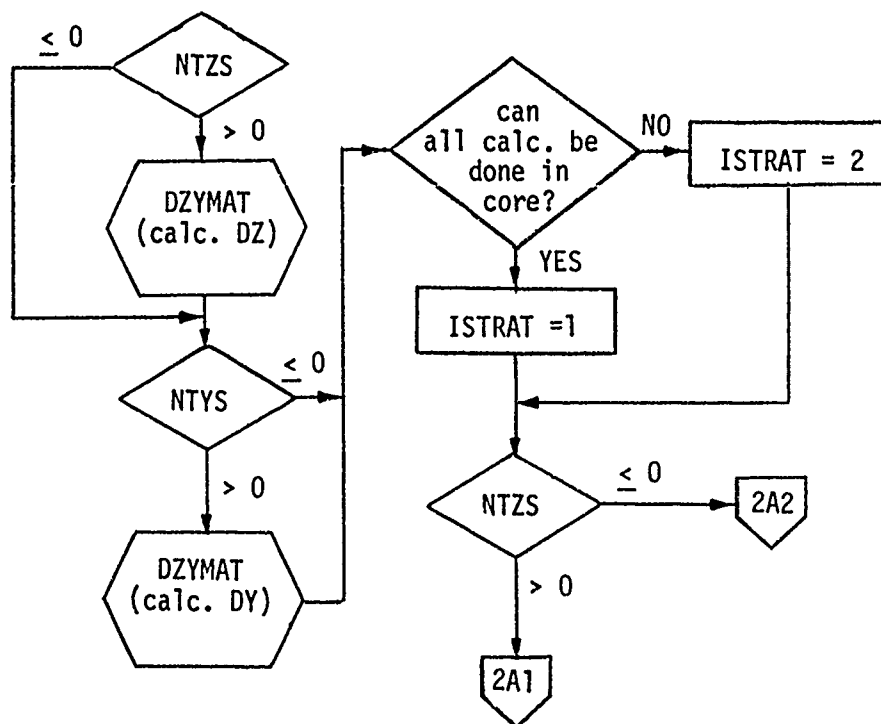 ≤ 0
NTZS
> 0
DZYMAT
(calc. DZ)
NTYS
≤ 0
> 0
DZYMAT
(calc. DY)
can
all calc. be
done in
core?
NO
ISTRAT = 2
YES
ISTRAT =1
NTZS
≤ 0
2A2
> 0
2A1